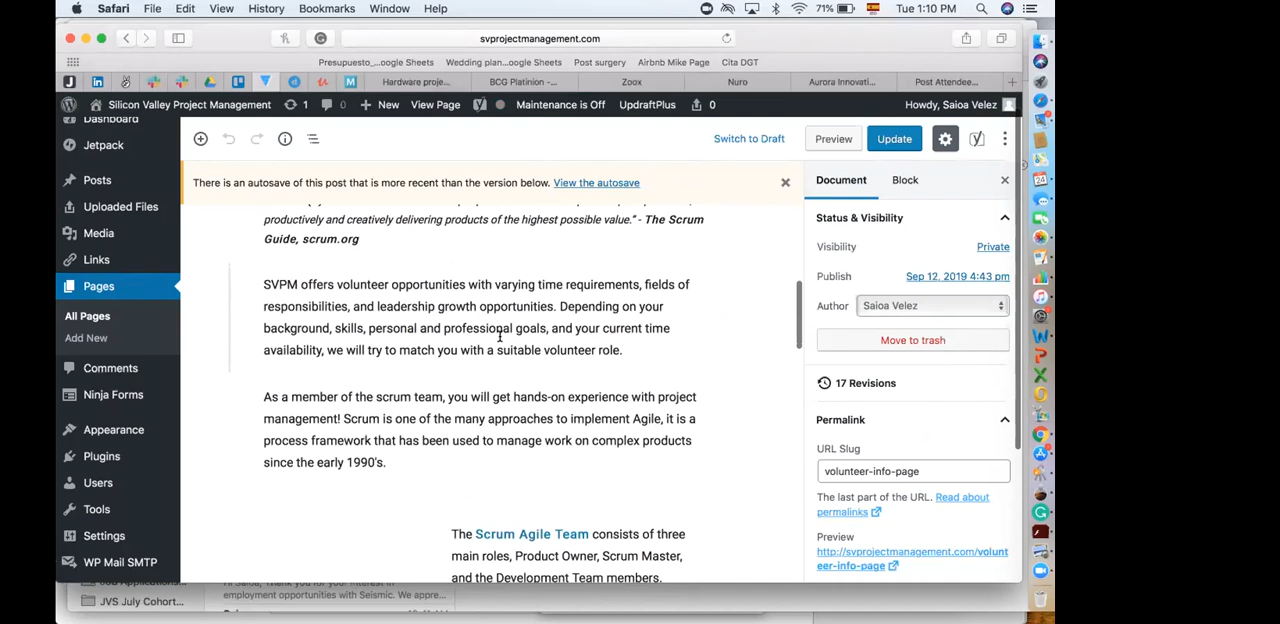 Safari File Edit View History Bookmarks Window Help 71% Tue 1:10 PM
svprojectmanagement.com
Presupuesto_...oogle Sheets Wedding plan...oogle Sheets Post surgery Airbnb Mike Page Cita DGT
Hardware proje... BCG Platinion -... Zoox Nuro Aurora Innovati... Post Attendee...
Silicon Valley Project Management 1 0 New View Page Maintenance is Off UpdraftPlus 0 Howdy, Saioa Velez
Dashboard
Jetpack
Posts
Uploaded Files
Media
Links
Pages
All Pages
Add New
Comments
Ninja Forms
Appearance
Plugins
Users
Tools
Settings
WP Mail SMTP
Switch to Draft Preview Update
There is an autosave of this post that is more recent than the version below. View the autosave
productively and creatively delivering products of the highest possible value." - The Scrum
Guide, scrum.org
SVPM offers volunteer opportunities with varying time requirements, fields of
responsibilities, and leadership growth opportunities. Depending on your
background, skills, personal and professional goals, and your current time
availability, we will try to match you with a suitable volunteer role.
As a member of the scrum team, you will get hands-on experience with project
management! Scrum is one of the many approaches to implement Agile, it is a
process framework that has been used to manage work on complex products
since the early 1990's.
The Scrum Agile Team consists of three
main roles, Product Owner, Scrum Master,
and the Development Team members.
Document Block
Status & Visibility
Visibility Private
Publish Sep 12, 2019 4:43 pm
Author Saioa Velez
Move to trash
17 Revisions
Permalink
URL Slug
volunteer-info-page
The last part of the URL. Read about
permalinks
Preview
http://svprojectmanagement.com/volunt
eer-info-page
JVS July Cohort...
employment opportunities with Seismic. We appre...